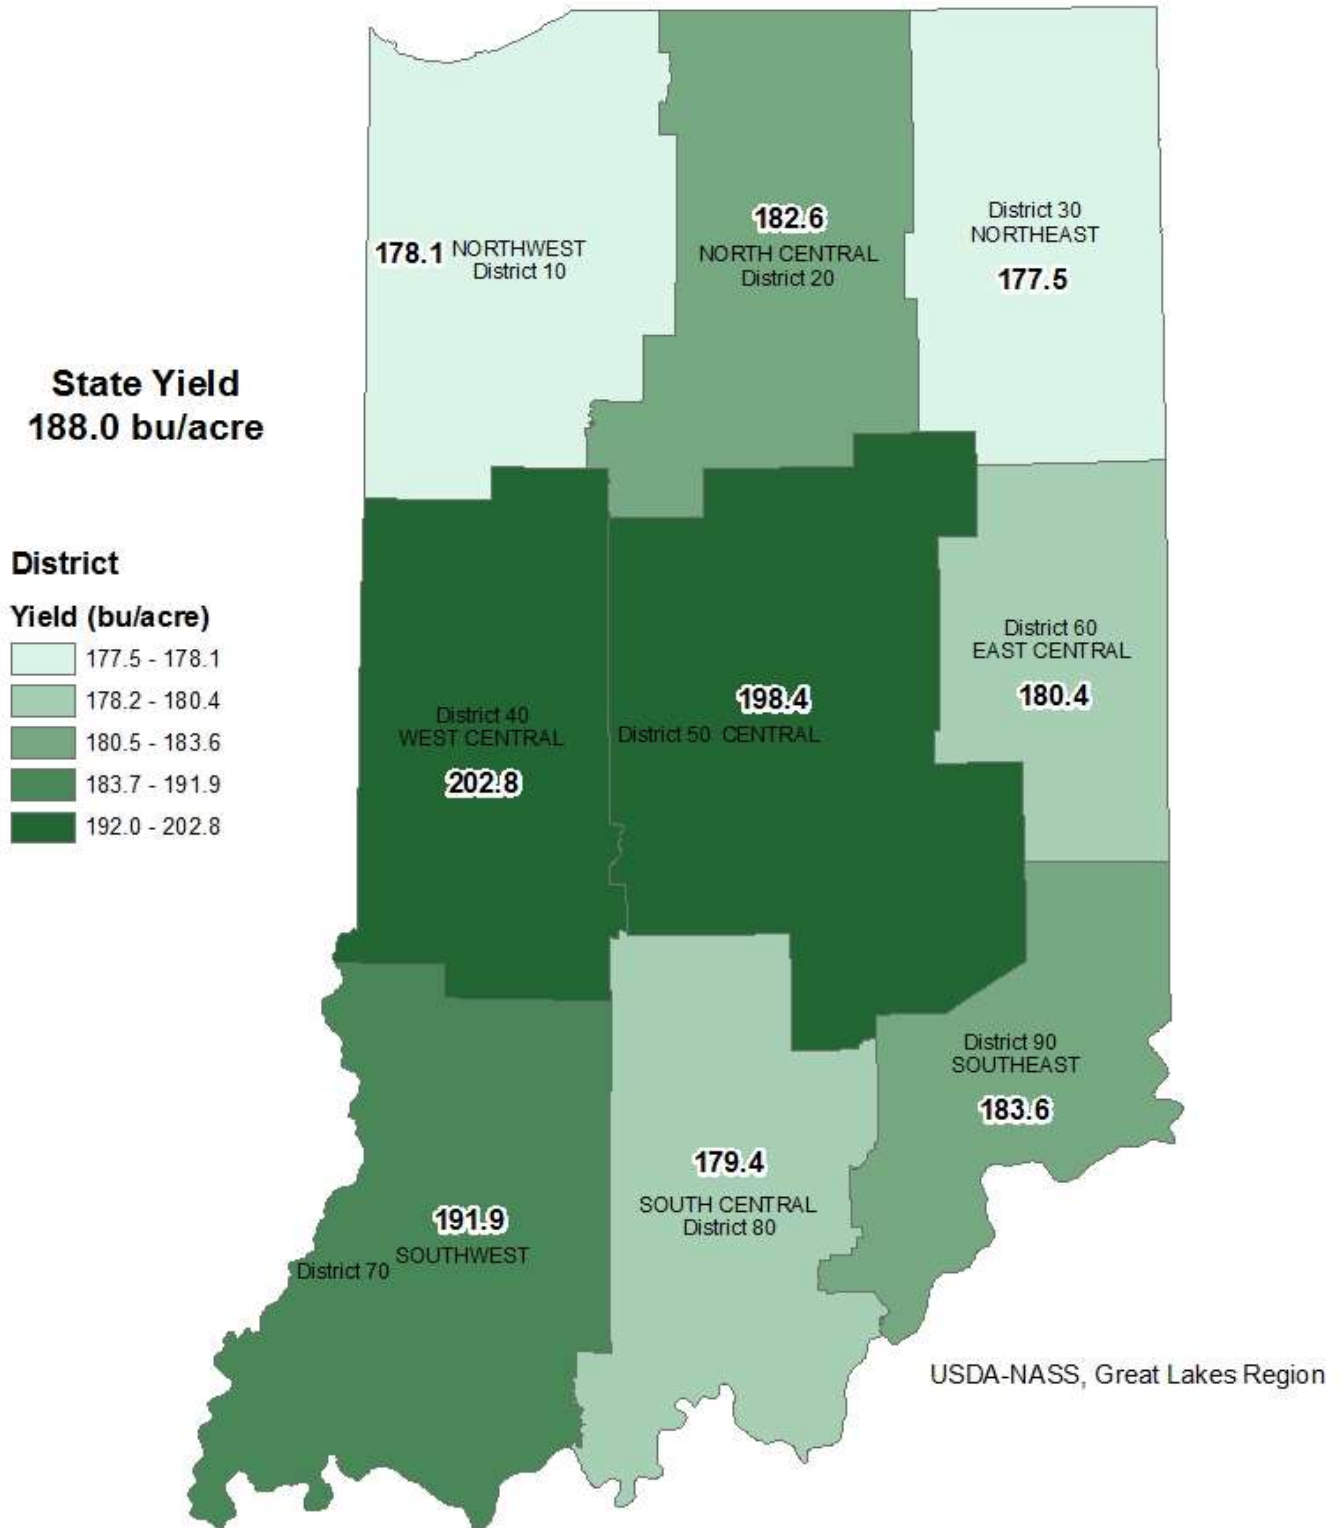 178.1 NORTHWEST
District 10
182.6
NORTH CENTRAL
District 20
District 30
NORTHEAST
177.5
State Yield
188.0 bu/acre
District
Yield (bu/acre)
177.5 - 178.1
178.2 - 180.4
180.5 - 183.6
183.7 - 191.9
192.0 - 202.8
District 40
WEST CENTRAL
202.8
198.4
District 50 CENTRAL
District 60
EAST CENTRAL
180.4
191.9
SOUTHWEST
District 70
179.4
SOUTH CENTRAL
District 80
District 90
SOUTHEAST
183.6
USDA-NASS, Great Lakes Region